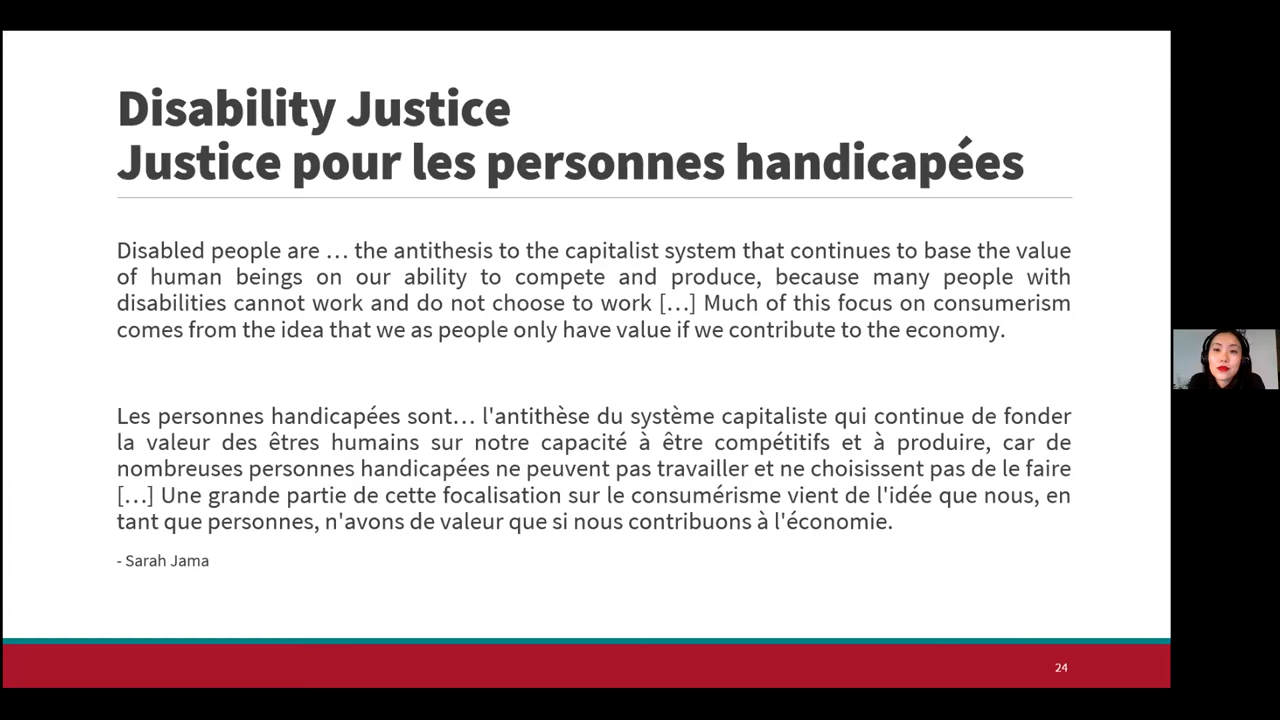 Disability Justice
Justice pour les personnes handicapées
Disabled people are … the antithesis to the capitalist system that continues to base the value
of human beings on our ability to compete and produce, because many people with
disabilities cannot work and do not choose to work […] Much of this focus on consumerism
comes from the idea that we as people only have value if we contribute to the economy.
Les personnes handicapées sont… l'antithèse du système capitaliste qui continue de fonder
la valeur des êtres humains sur notre capacité à être compétitifs et à produire, car de
nombreuses personnes handicapées ne peuvent pas travailler et ne choisissent pas de le faire
[…] Une grande partie de cette focalisation sur le consumérisme vient de l'idée que nous, en
tant que personnes, n'avons de valeur que si nous contribuons à l'économie.
- Sarah Jama
24